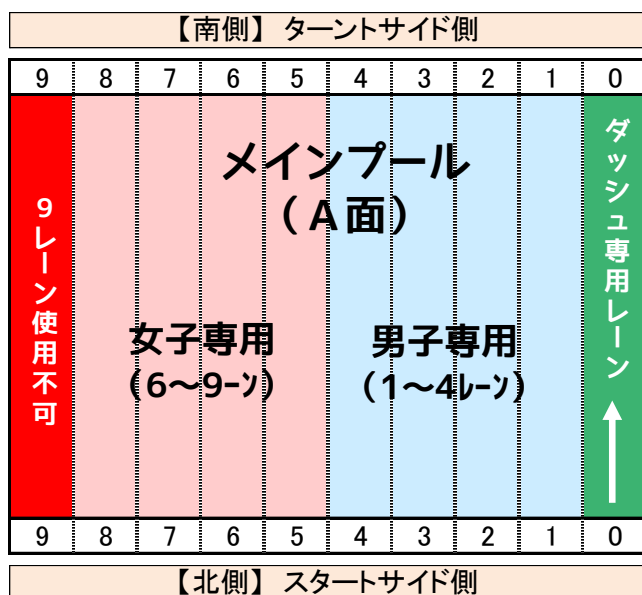 【南側】 ターントサイド側
9 8 7 6 5 4 3 2 1 0
メインプール
（A面）
9レーン使用不可
女子専用
（6～9ｰﾝ）
男子専用
（1～4ﾚｰﾝ）
ダッシュ専用レーン
9 8 7 6 5 4 3 2 1 0
【北側】 スタートサイド側